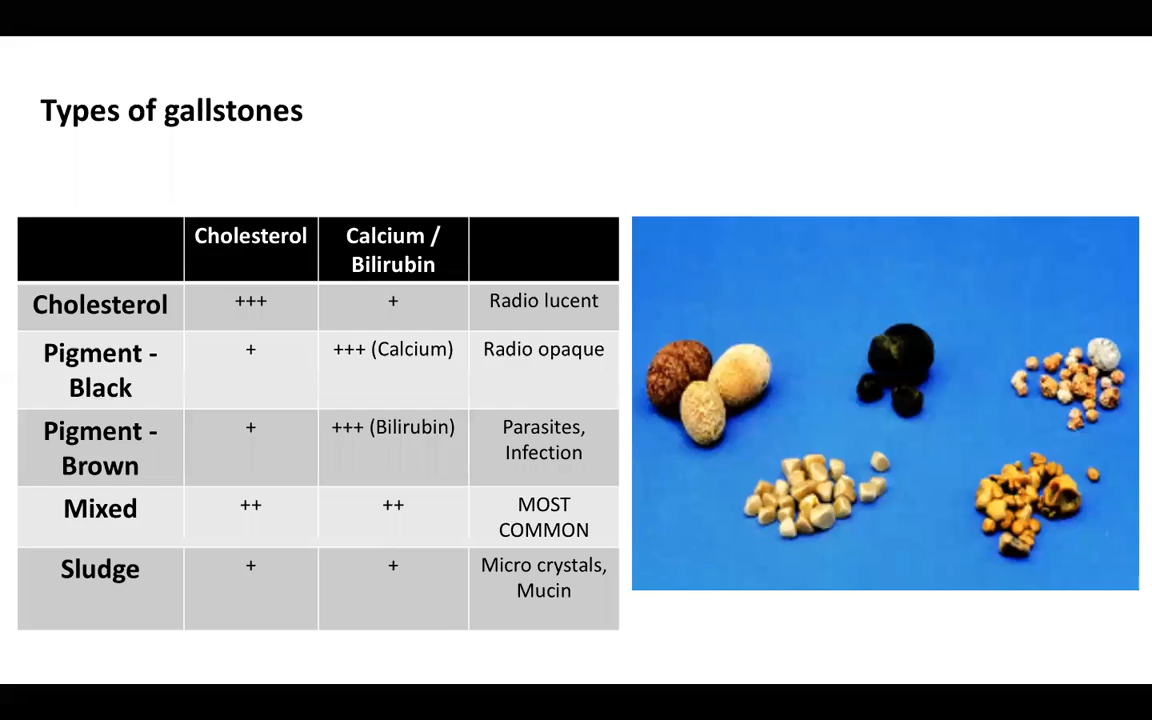 Types of gallstones
Cholesterol
Calcium /
Bilirubin
Cholesterol
+++
+
Radio lucent
Pigment -
Black
+
+++ (Calcium)
Radio opaque
Pigment -
Brown
+
+++ (Bilirubin)
Parasites,
Infection
Mixed
++
++
MOST
COMMON
Sludge
+
+
Micro crystals,
Mucin